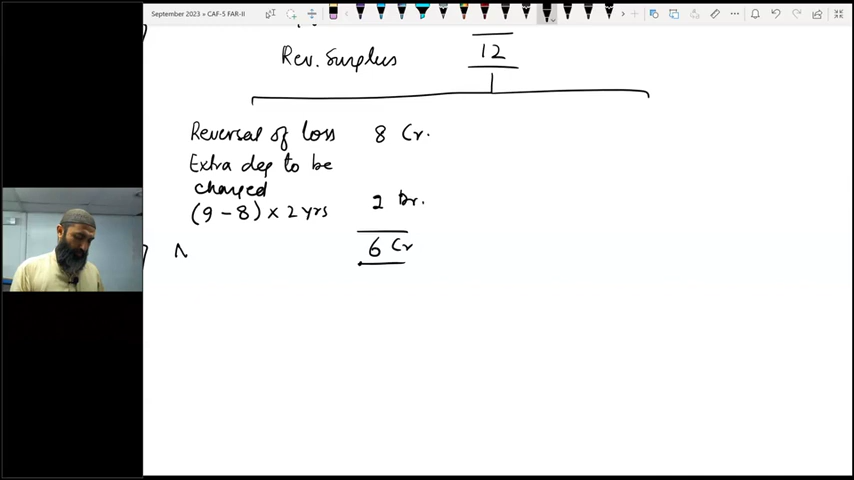 September 2023 » CAF-5 FAR-II
Rev. Surplus 12
Reversal of loss 8 Cr.
Extra dep to be
charged
(9 - 8) × 2 yrs 2 Dr.
6 Cr